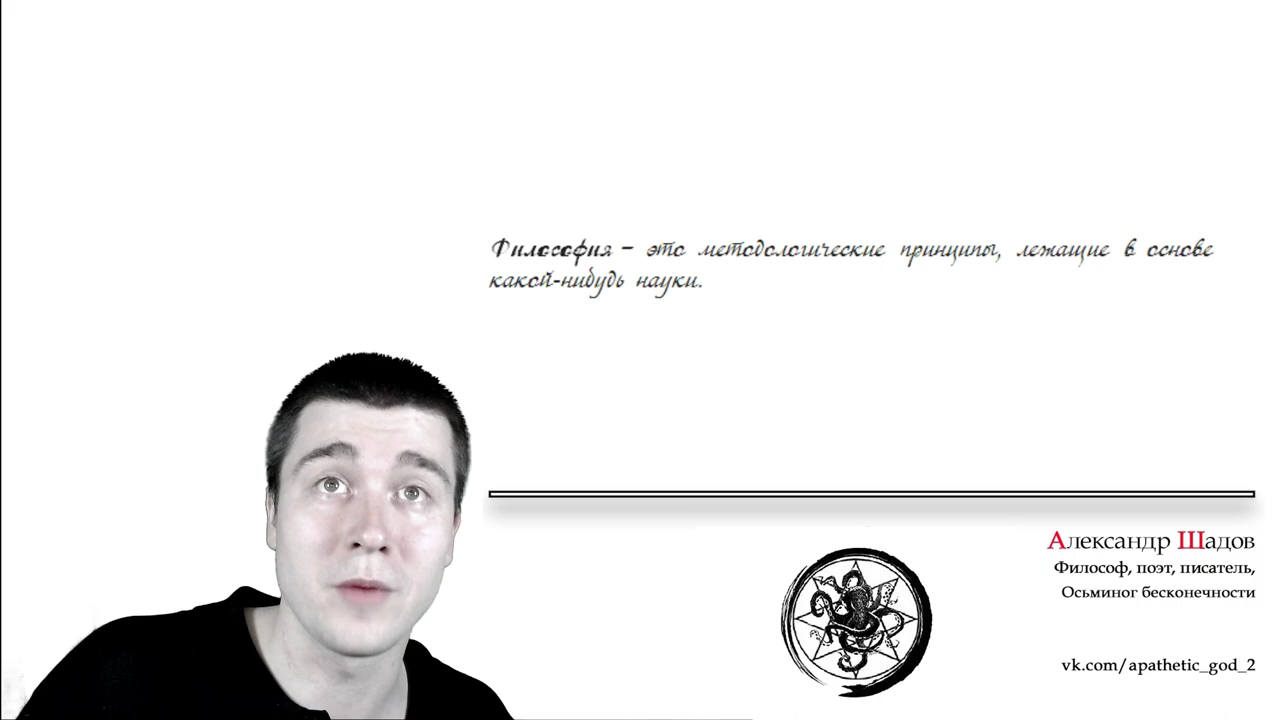 Философия – это методологические принципы, лежащие в основе
какой-нибудь науки.
Александр Шадов
Философ, поэт, писатель,
Осьминог бесконечности
vk.com/apathetic_god_2